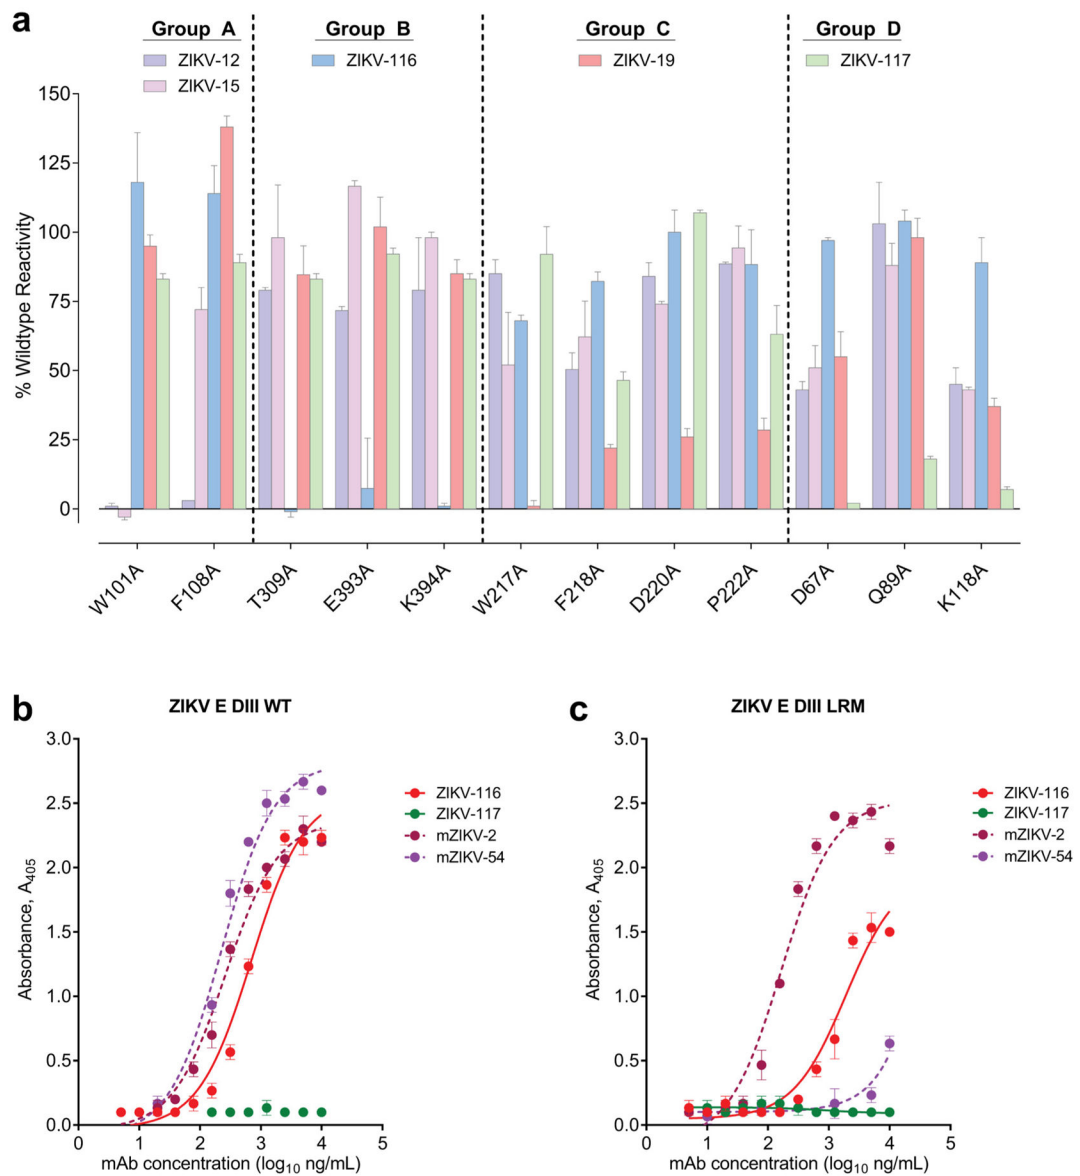 a
Group A
Group B
Group C
Group D
ZIKV-12
ZIKV-116
ZIKV-19
ZIKV-117
ZIKV-15
% Wildtype Reactivity
150
125
100
75
50
25
0
W101A
F108A
T309A
E393A
K394A
W217A
F218A
D220A
P222A
D67A
Q89A
K118A
b
ZIKV E DIII WT
Absorbance, A405
3.0
2.5
2.0
1.5
1.0
0.5
0.0
0
1
2
3
4
5
mAb concentration (log10 ng/mL)
ZIKV-116
ZIKV-117
mZIKV-2
mZIKV-54
c
ZIKV E DIII LRM
Absorbance, A405
3.0
2.5
2.0
1.5
1.0
0.5
0.0
0
1
2
3
4
5
mAb concentration (log10 ng/mL)
ZIKV-116
ZIKV-117
mZIKV-2
mZIKV-54